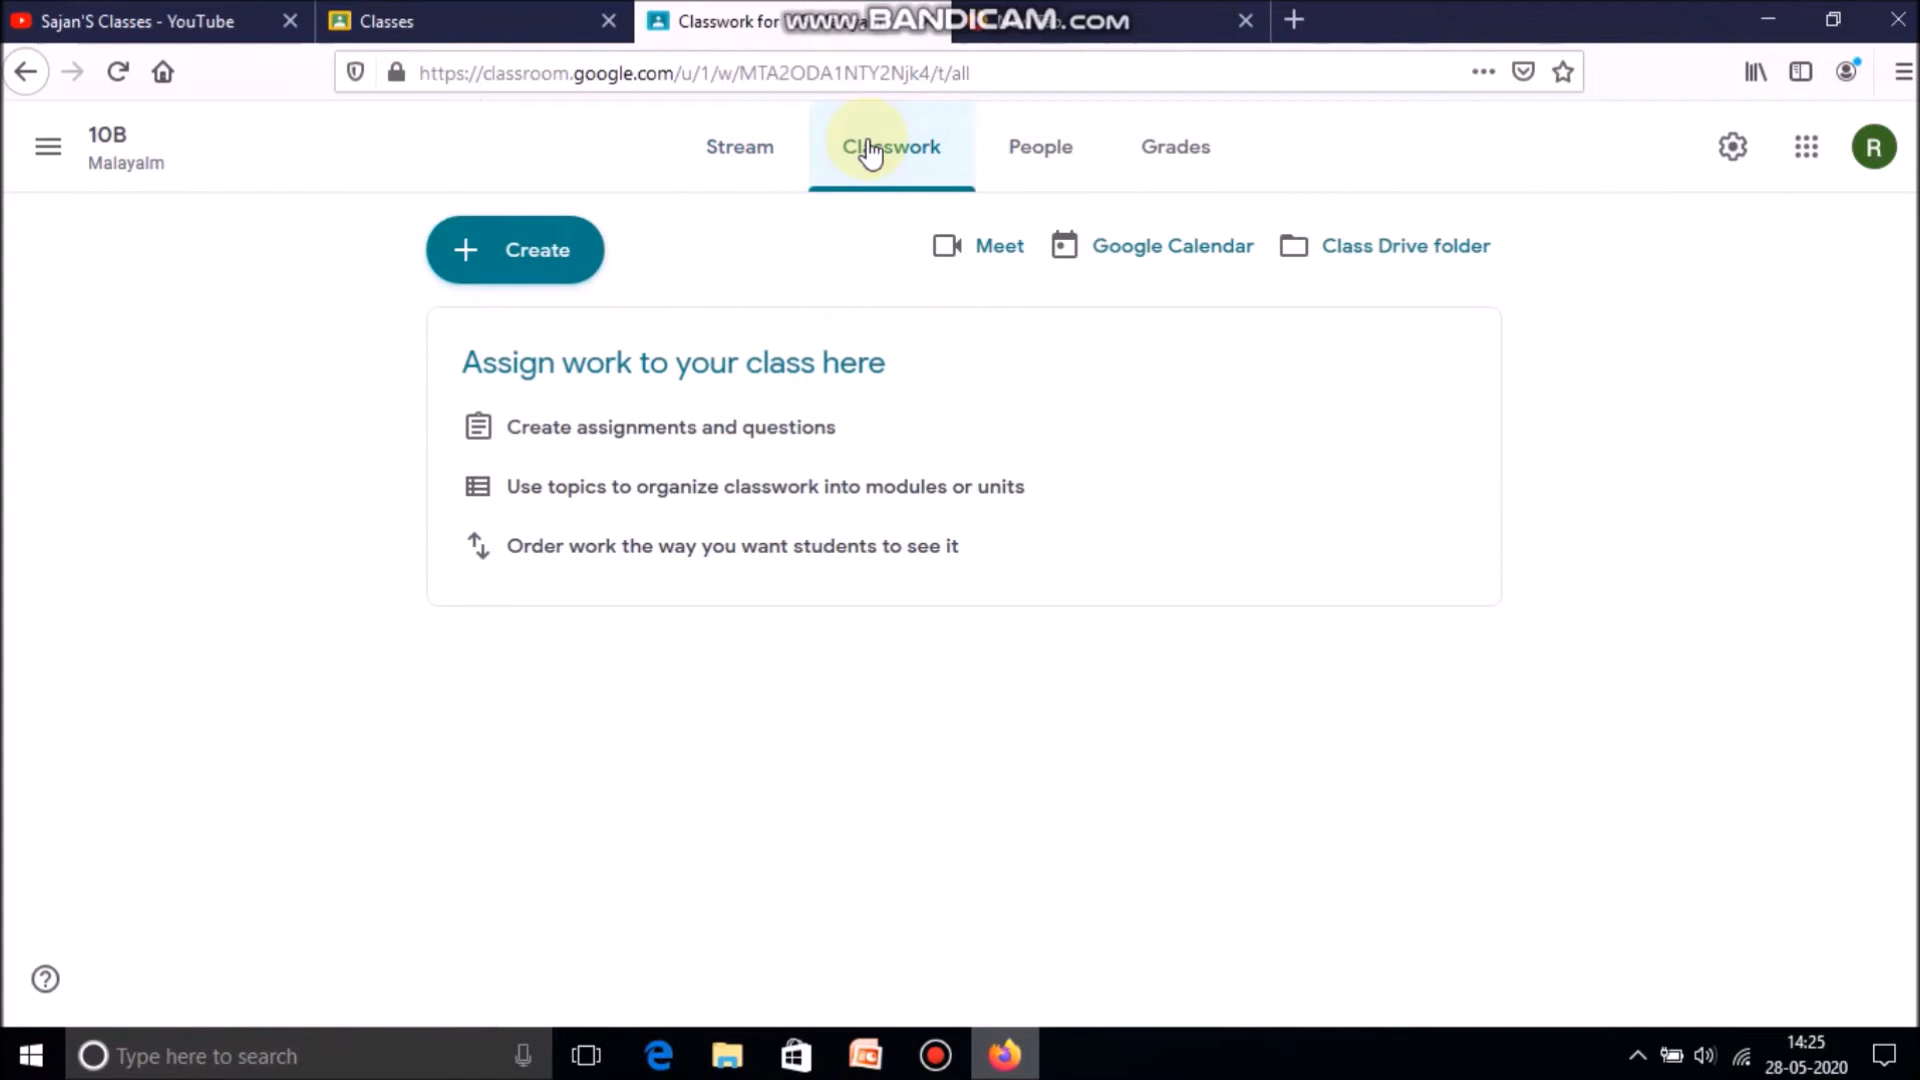 Sajan'S Classes - YouTube
Classes
Classwork for
www.BANDICAM.com
https://classroom.google.com/u/1/w/MTA2ODA1NTY2Njk4/t/all
10B
Malayalm
Stream
Classwork
People
Grades
R
Create
Meet
Google Calendar
Class Drive folder
Assign work to your class here
Create assignments and questions
Use topics to organize classwork into modules or units
Order work the way you want students to see it
Type here to search
14:25
28-05-2020